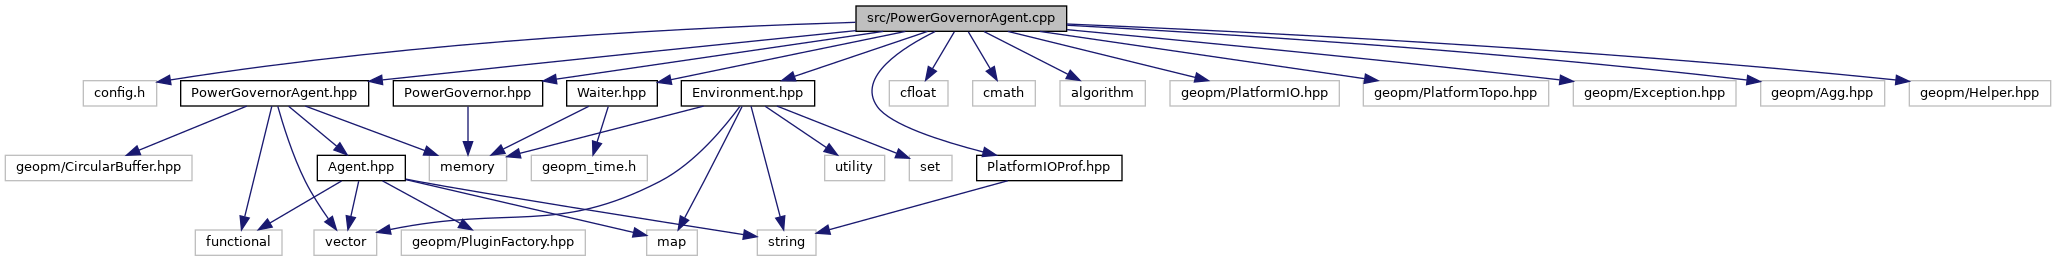 src/PowerGovernorAgent.cpp
config.h
PowerGovernorAgent.hpp
PowerGovernor.hpp
Waiter.hpp
Environment.hpp
cfloat
cmath
algorithm
geopm/PlatformIO.hpp
geopm/PlatformTopo.hpp
geopm/Exception.hpp
geopm/Agg.hpp
geopm/Helper.hpp
geopm/CircularBuffer.hpp
Agent.hpp
memory
geopm_time.h
utility
set
PlatformIOProf.hpp
functional
vector
geopm/PluginFactory.hpp
map
string